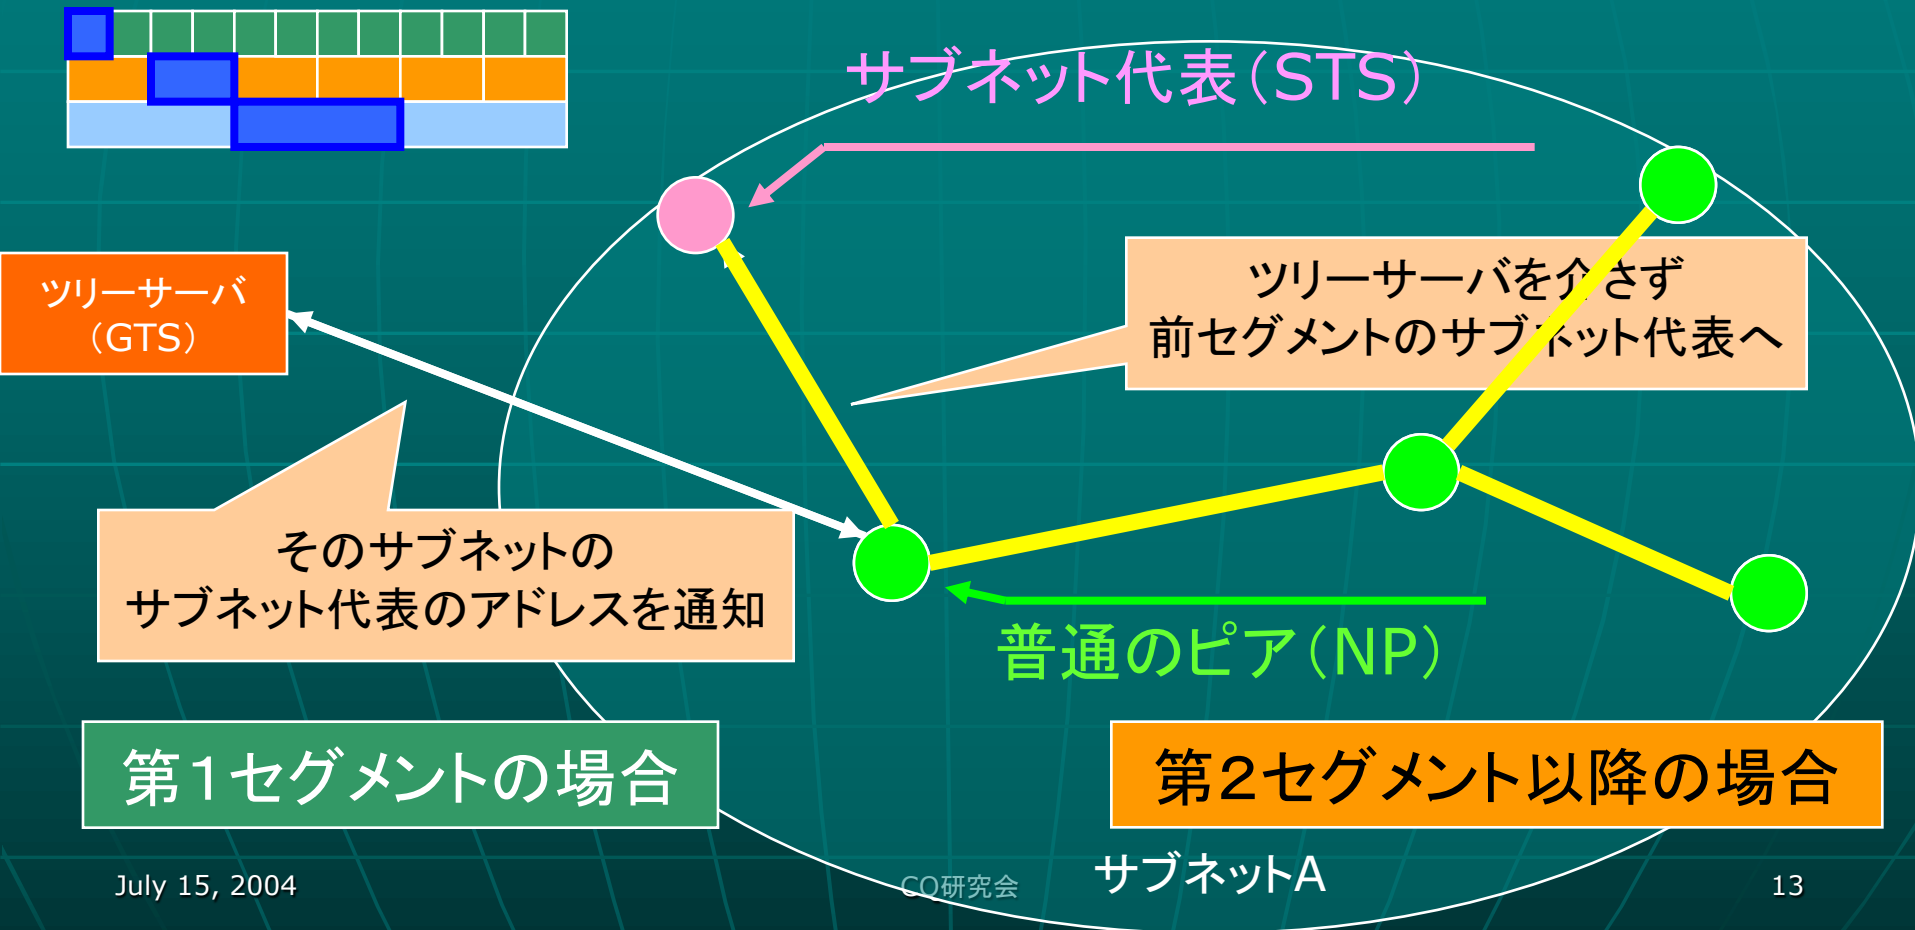 サブネット代表（STS）
ツリーサーバ
（GTS）
ツリーサーバを介さず
前セグメントのサブネット代表へ
そのサブネットの
サブネット代表のアドレスを通知
普通のピア（NP）
第１セグメントの場合
第２セグメント以降の場合
サブネットA
July 15, 2004
CQ研究会
13